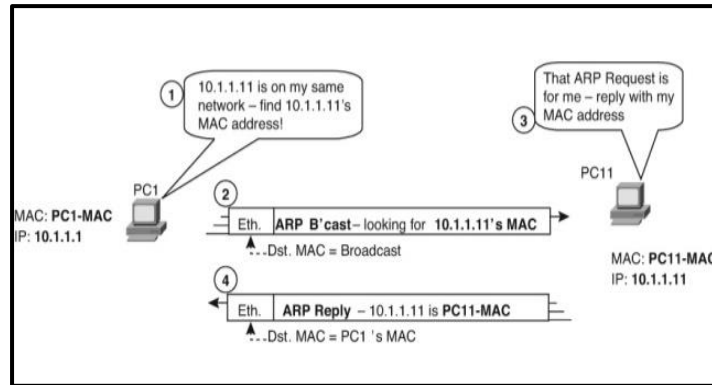 1
10.1.1.11 is on my same
network – find 10.1.1.11's
MAC address!
That ARP Request is
for me – reply with my
MAC address
3
PC1
MAC: PC1-MAC
IP: 10.1.1.1
PC11
MAC: PC11-MAC
IP: 10.1.1.11
2
Eth. ARP B'cast– looking for 10.1.1.11's MAC
Dst. MAC = Broadcast
4
Eth. ARP Reply – 10.1.1.11 is PC11-MAC
Dst. MAC = PC1 's MAC